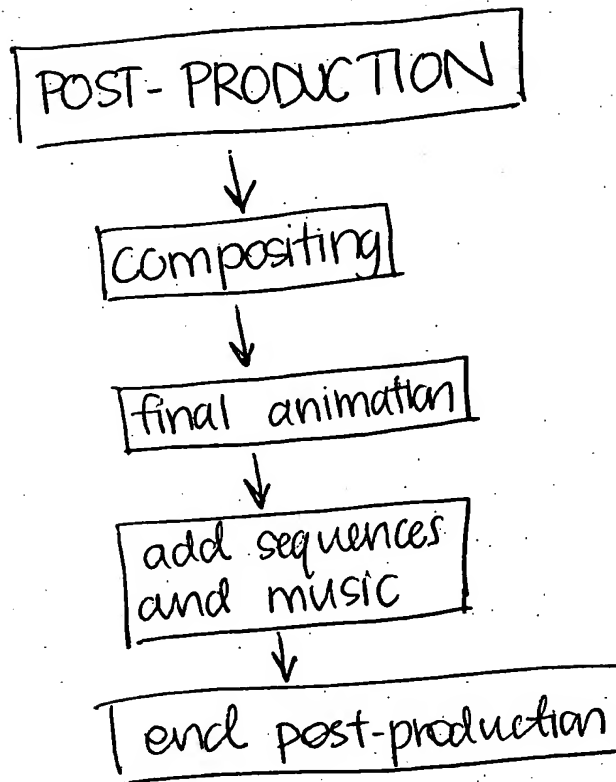 POST-PRODUCTION
compositing
final animation
add sequences
and music
end post-production